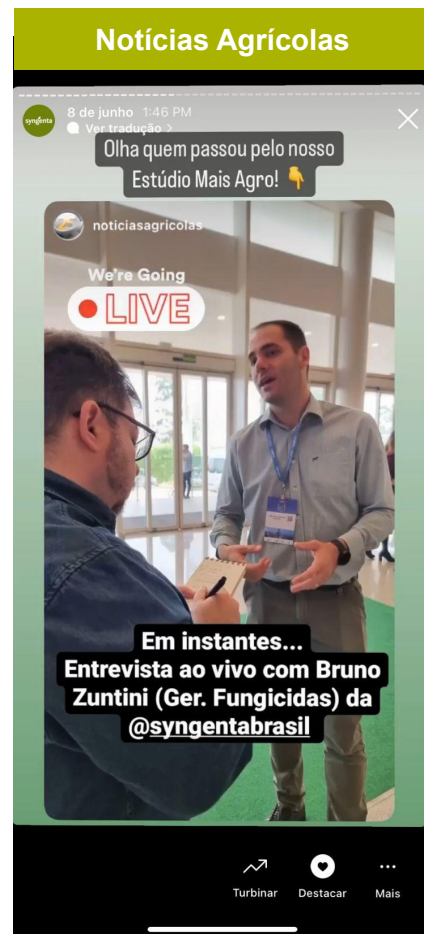 Notícias Agrícolas
syngenta
8 de junho 1:46 PM
Ver tradução >
Olha quem passou pelo nosso
Estúdio Mais Agro! 👇
noticiasagricolas
We're Going
LIVE
Em instantes...
Entrevista ao vivo com Bruno
Zuntini (Ger. Fungicidas) da
@syngentabrasil
Turbinar Destacar Mais